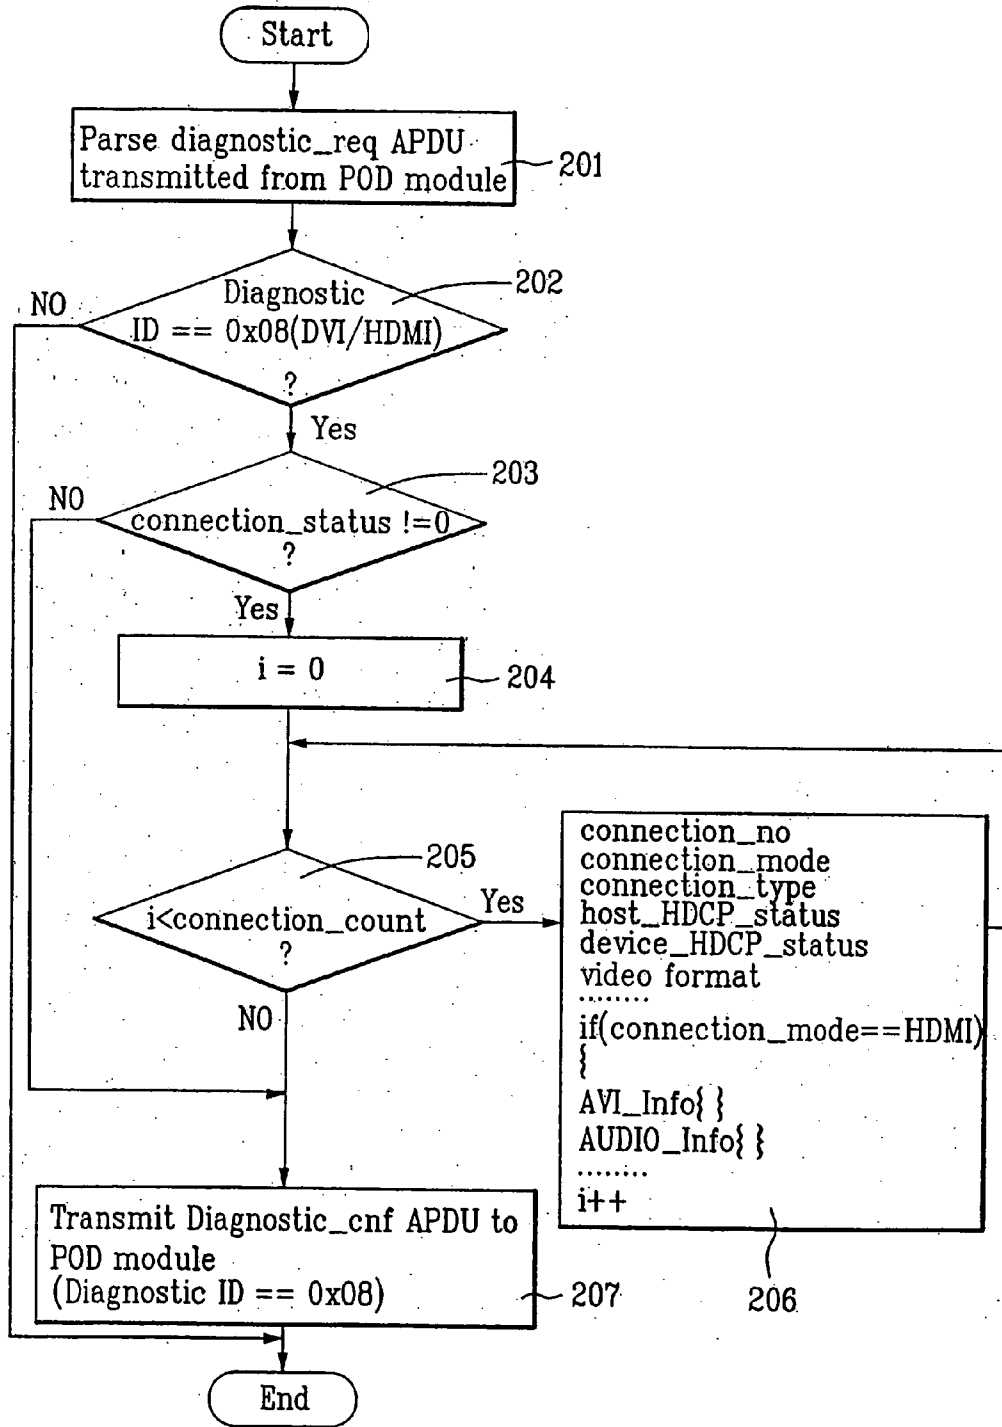 Start
Parse diagnostic_req APDU
transmitted from POD module
201
Diagnostic
ID == 0x08(DVI/HDMI)
?
202
NO
Yes
connection_status !=0
?
203
NO
Yes
i = 0
204
i<connection_count
?
205
Yes
NO
connection_no
connection_mode
connection_type
host_HDCP_status
device_HDCP_status
video format
........
if(connection_mode==HDMI)
{
AVI_Info{ }
AUDIO_Info{ }
........
i++
206
Transmit Diagnostic_cnf APDU to
POD module
(Diagnostic ID == 0x08)
207
End